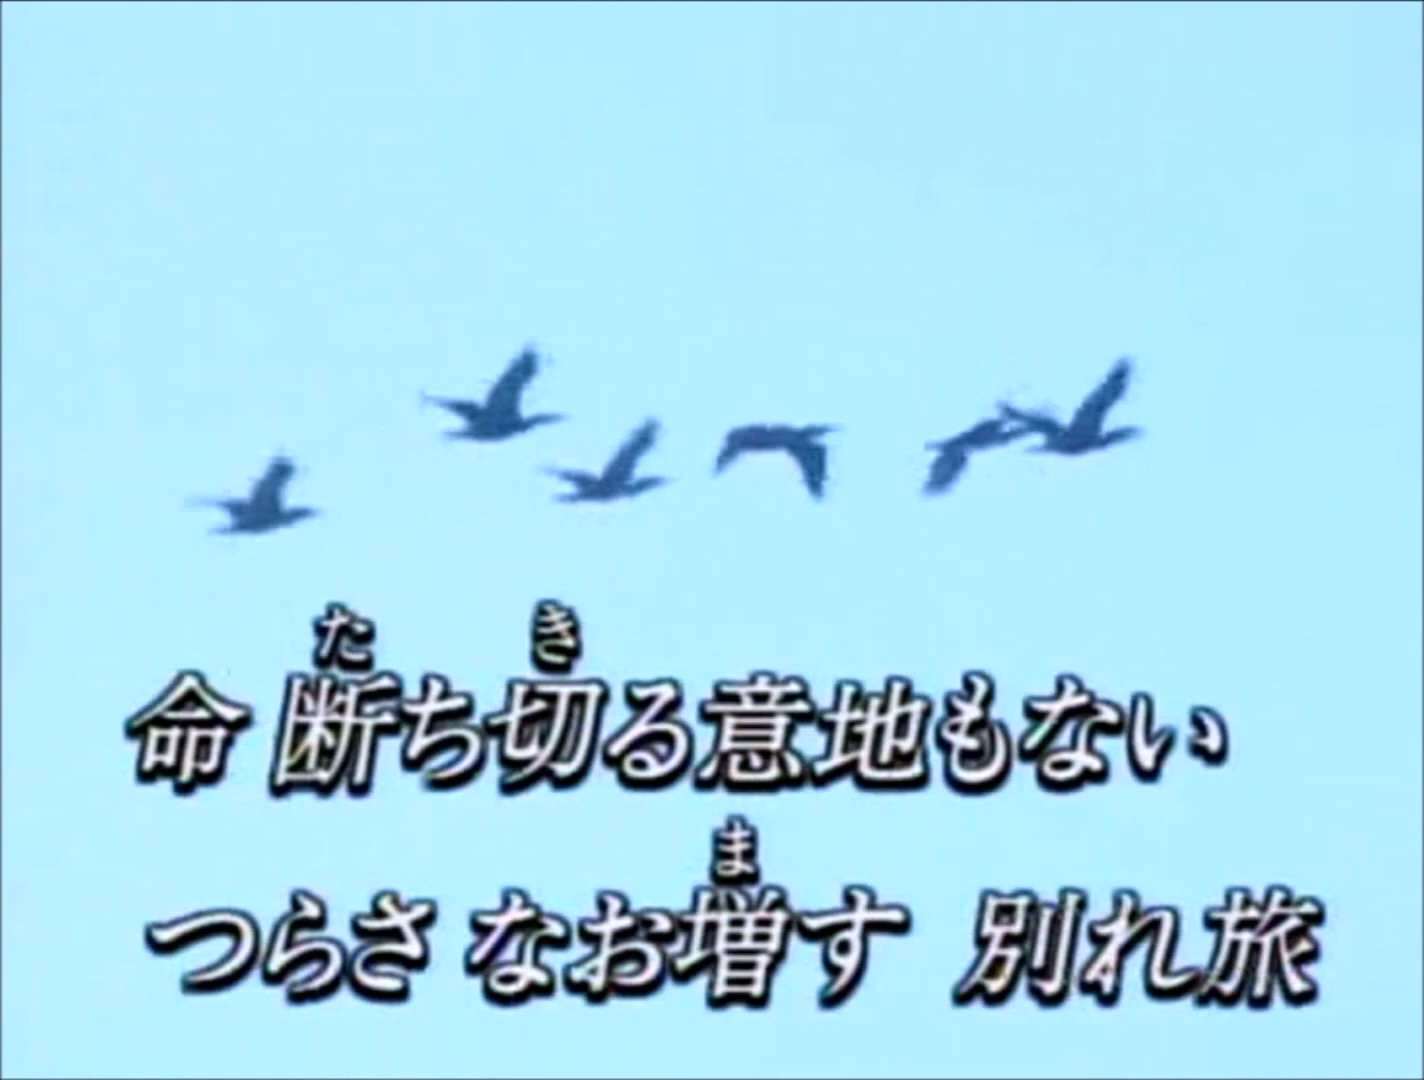 た き
命 断ち切る意地もない
ま
つらさ なお増す 別れ旅